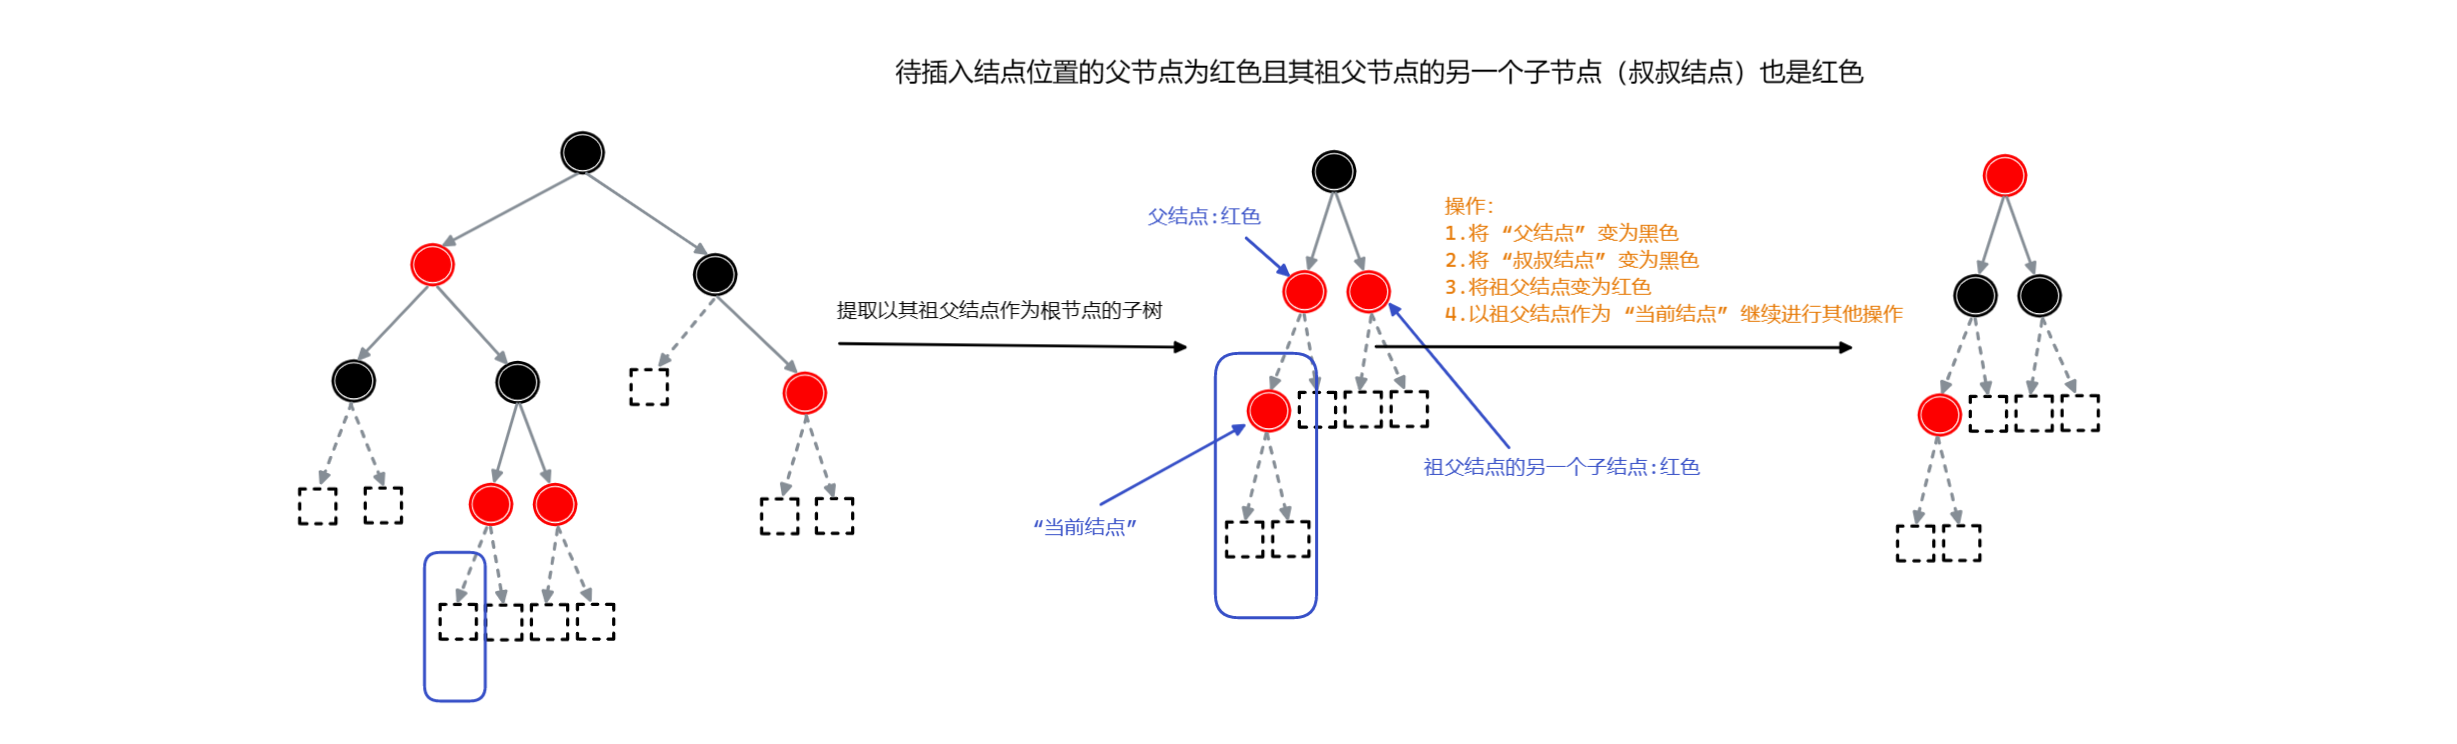 待插入结点位置的父节点为红色且其祖父节点的另一个子节点（叔叔结点）也是红色
提取以其祖父结点作为根节点的子树
父结点:红色
“当前结点”
祖父结点的另一个子结点:红色
操作:
1.将 “父结点” 变为黑色
2.将 “叔叔结点” 变为黑色
3.将祖父结点变为红色
4.以祖父结点作为 “当前结点” 继续进行其他操作